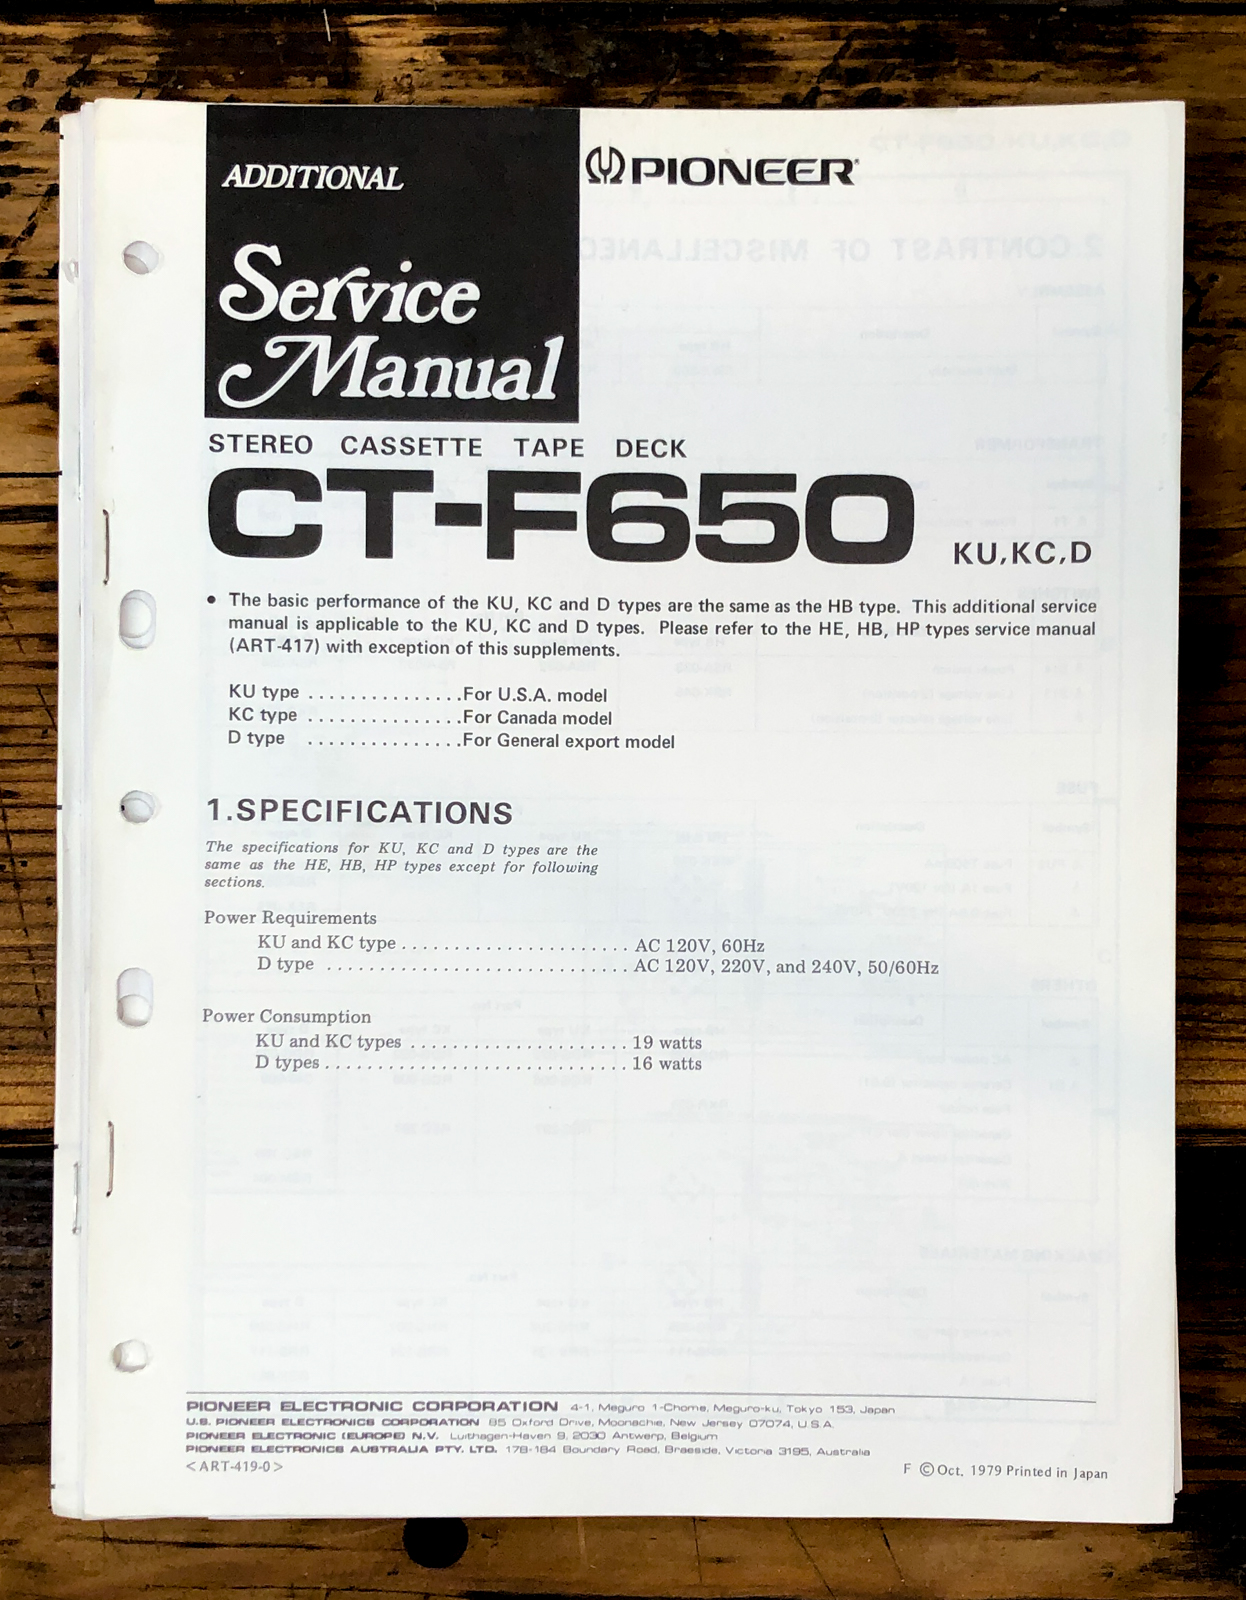 ADDITIONAL
Service
Manual
PIONEER
STEREO CASSETTE TAPE DECK
CT-F650
KU,KC,D
• The basic performance of the KU, KC and D types are the same as the HB type. This additional service
manual is applicable to the KU, KC and D types. Please refer to the HE, HB, HP types service manual
(ART-417) with exception of this supplements.
KU type . . . . . . . . . . . . . . .For U.S.A. model
KC type . . . . . . . . . . . . . . .For Canada model
D type . . . . . . . . . . . . . . .For General export model
1.SPECIFICATIONS
The specifications for KU, KC and D types are the
same as the HE, HB, HP types except for following
sections.
Power Requirements
KU and KC type . . . . . . . . . . . . . . . . . . . . . . AC 120V, 60Hz
D type . . . . . . . . . . . . . . . . . . . . . . . . . . . . . AC 120V, 220V, and 240V, 50/60Hz
Power Consumption
KU and KC types . . . . . . . . . . . . . . . . . . . . . 19 watts
D types . . . . . . . . . . . . . . . . . . . . . . . . . . . . . 16 watts
PIONEER ELECTRONIC CORPORATION 4-1, Meguro 1-Chome, Meguro-ku, Tokyo 153, Japan
U.S. PIONEER ELECTRONICS CORPORATION 85 Oxford Drive, Moonachie, New Jersey 07074, U.S.A.
PIONEER ELECTRONIC (EUROPE) N.V. Luithagen-Haven 9, 2030 Antwerp, Belgium
PIONEER ELECTRONICS AUSTRALIA PTY. LTD. 178-184 Boundary Road, Braeside, Victoria 3195, Australia
<ART-419-0>
F ©Oct. 1979 Printed in Japan